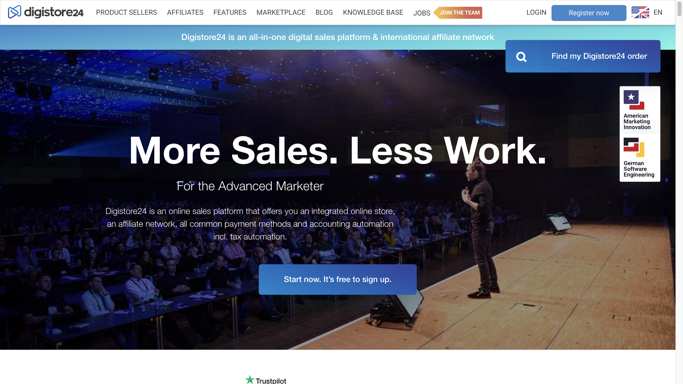 digistore24
PRODUCT SELLERS AFFILIATES FEATURES MARKETPLACE BLOG KNOWLEDGE BASE JOBS JOIN THE TEAM LOGIN Register now EN
Digistore24 is an all-in-one digital sales platform & international affiliate network
Find my Digistore24 order
American
Marketing
Innovation
German
Software
Engineering
More Sales. Less Work.
For the Advanced Marketer
Digistore24 is an online sales platform that offers you an integrated online store,
an affiliate network, all common payment methods and accounting automation
incl. tax automation.
Start now. It's free to sign up.
Trustpilot